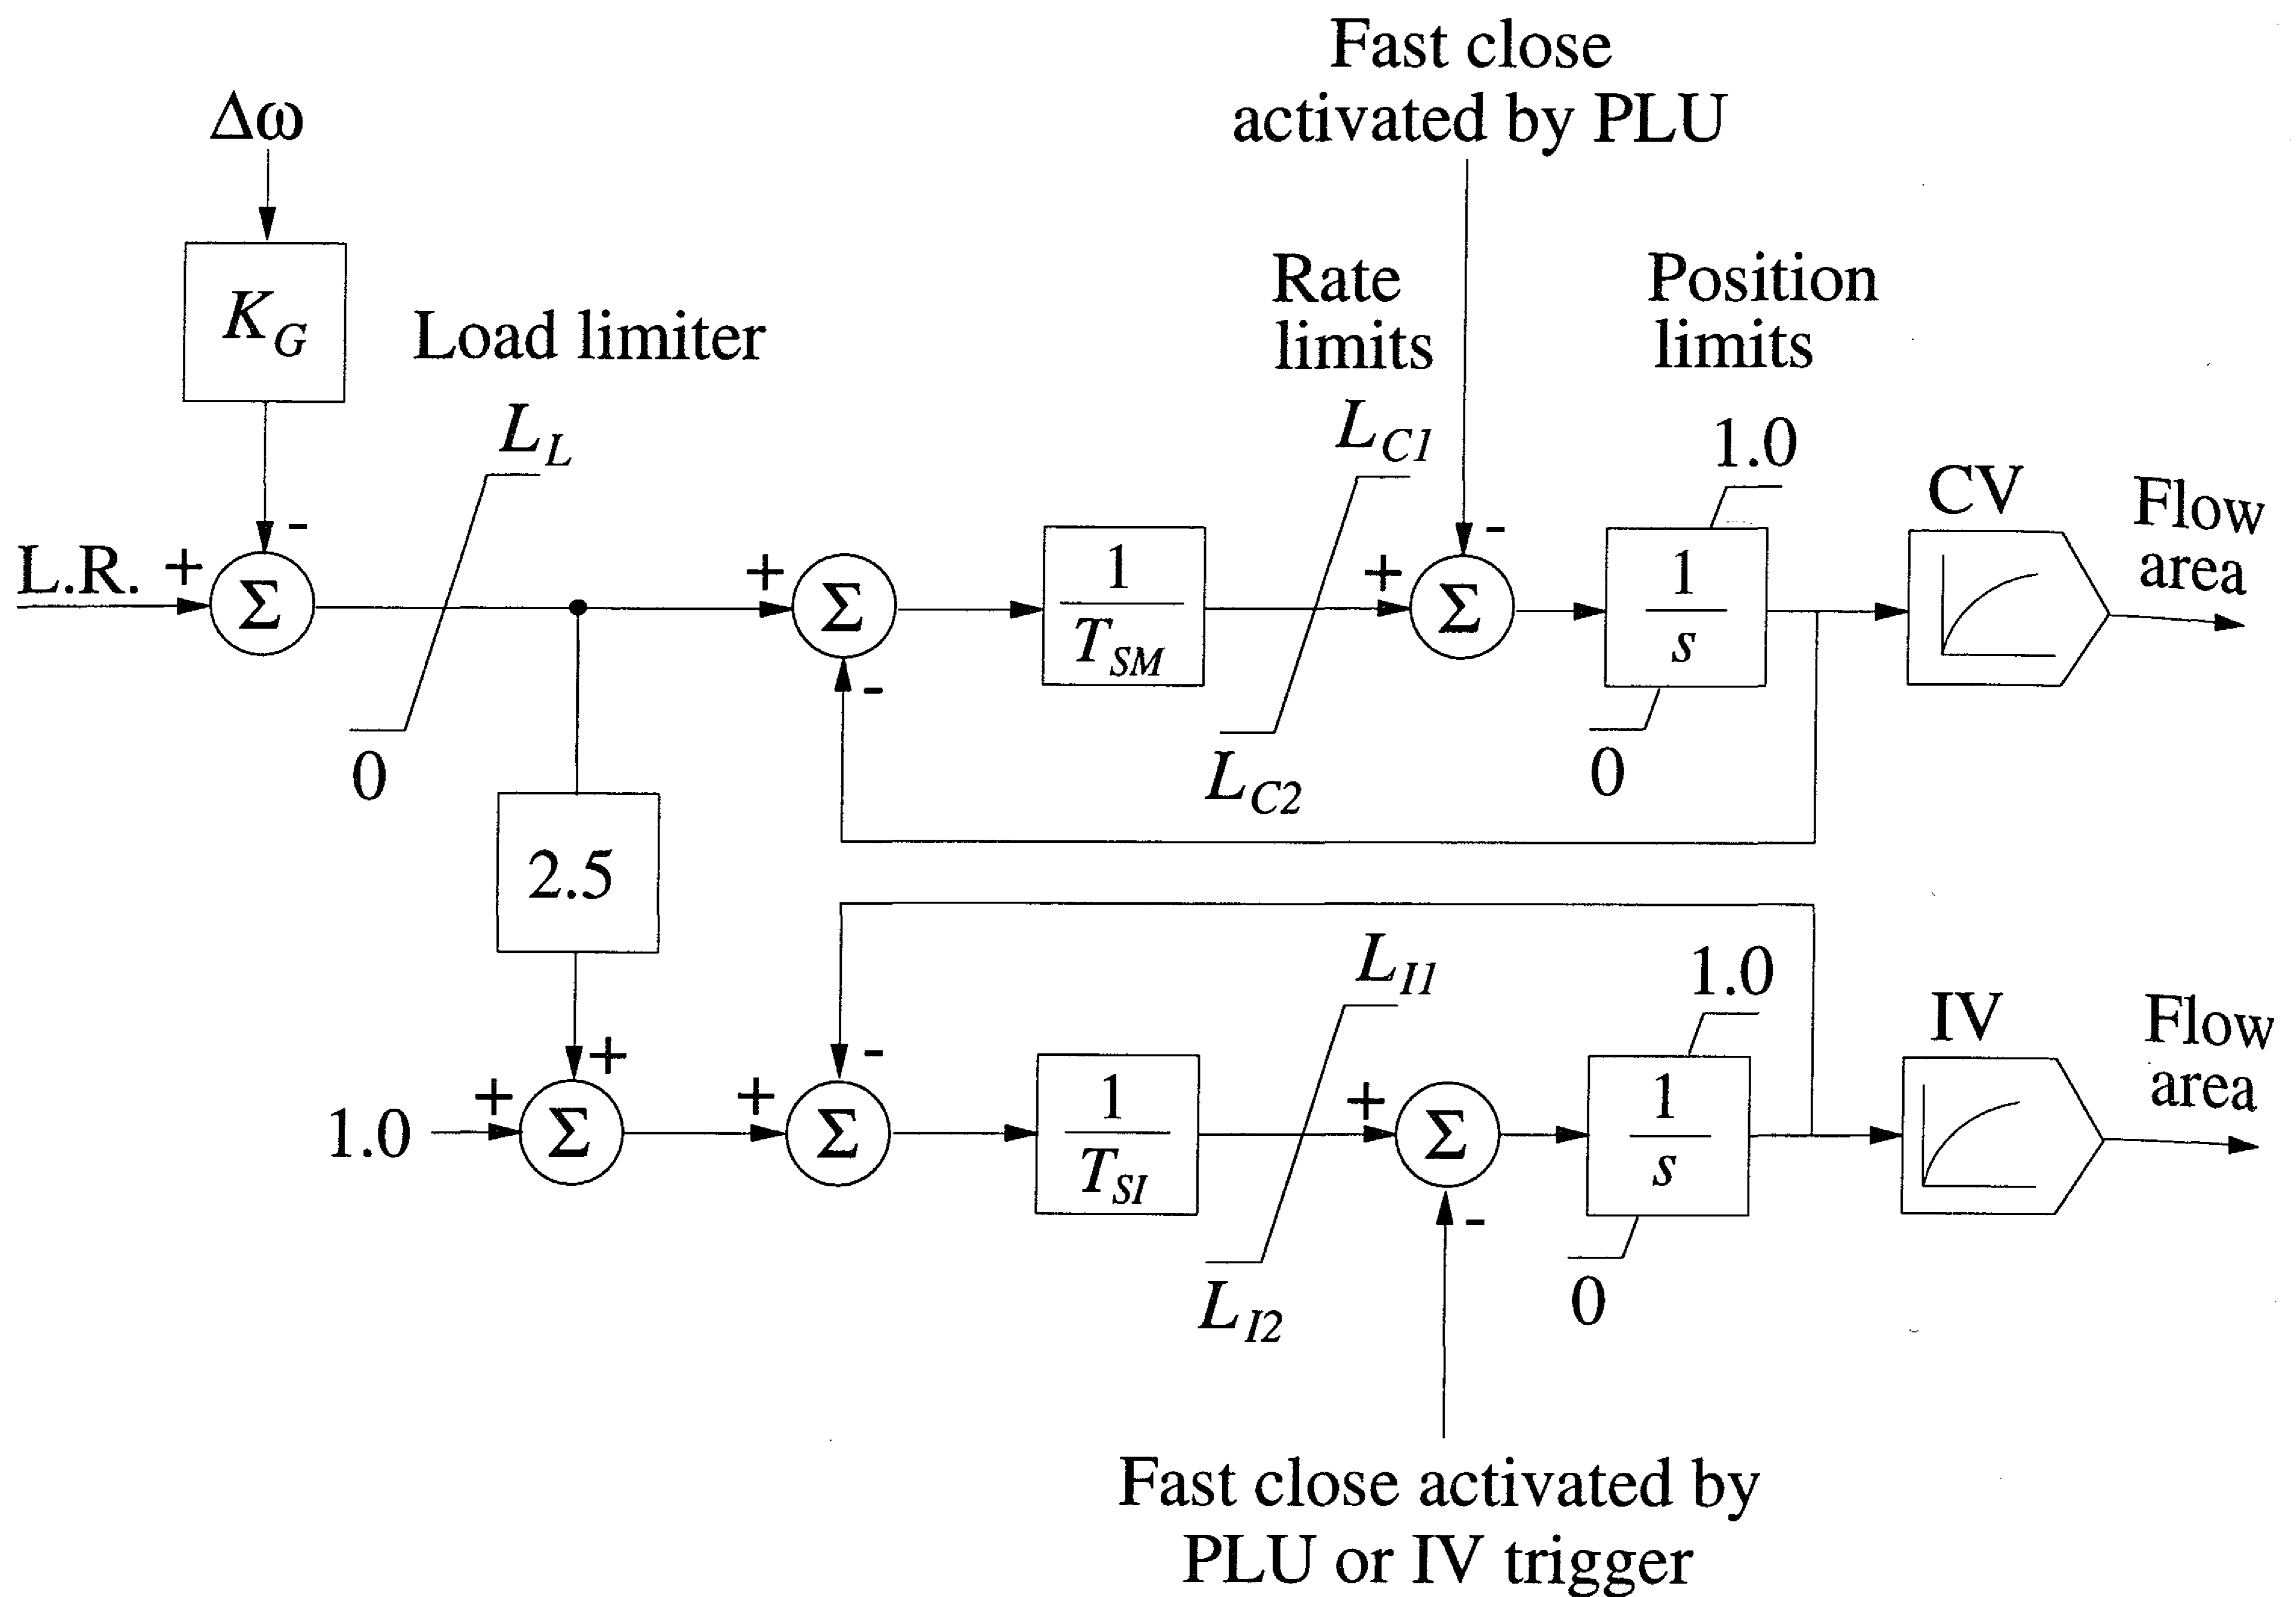 Fast close
activated by PLU
Δω
K_G
Load limiter
Rate
limits
Position
limits
L_L
L_C1
1.0
CV
Flow
area
L.R.
+
-
Σ
+
-
Σ
1
T_SM
+
-
Σ
1
s
0
L_C2
0
2.5
L_I1
1.0
IV
Flow
area
1.0
+
+
Σ
+
-
Σ
1
T_SI
+
-
Σ
1
s
L_I2
0
Fast close activated by
PLU or IV trigger